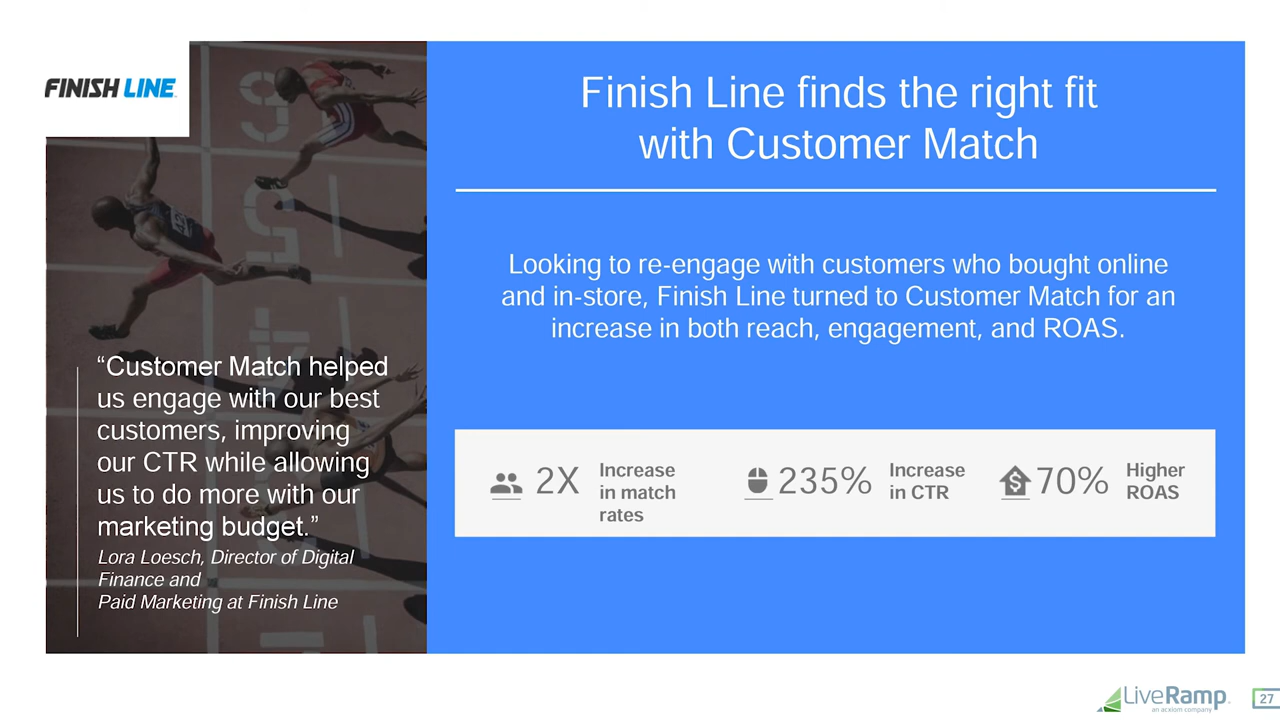 FINISH LINE
Finish Line finds the right fit
with Customer Match
Looking to re-engage with customers who bought online
and in-store, Finish Line turned to Customer Match for an
increase in both reach, engagement, and ROAS.
“Customer Match helped
us engage with our best
customers, improving
our CTR while allowing
us to do more with our
marketing budget.”
Lora Loesch, Director of Digital
Finance and
Paid Marketing at Finish Line
2X
Increase
in match
rates
235%
Increase
in CTR
$
70%
Higher
ROAS
LiveRamp
an acxiom company
27